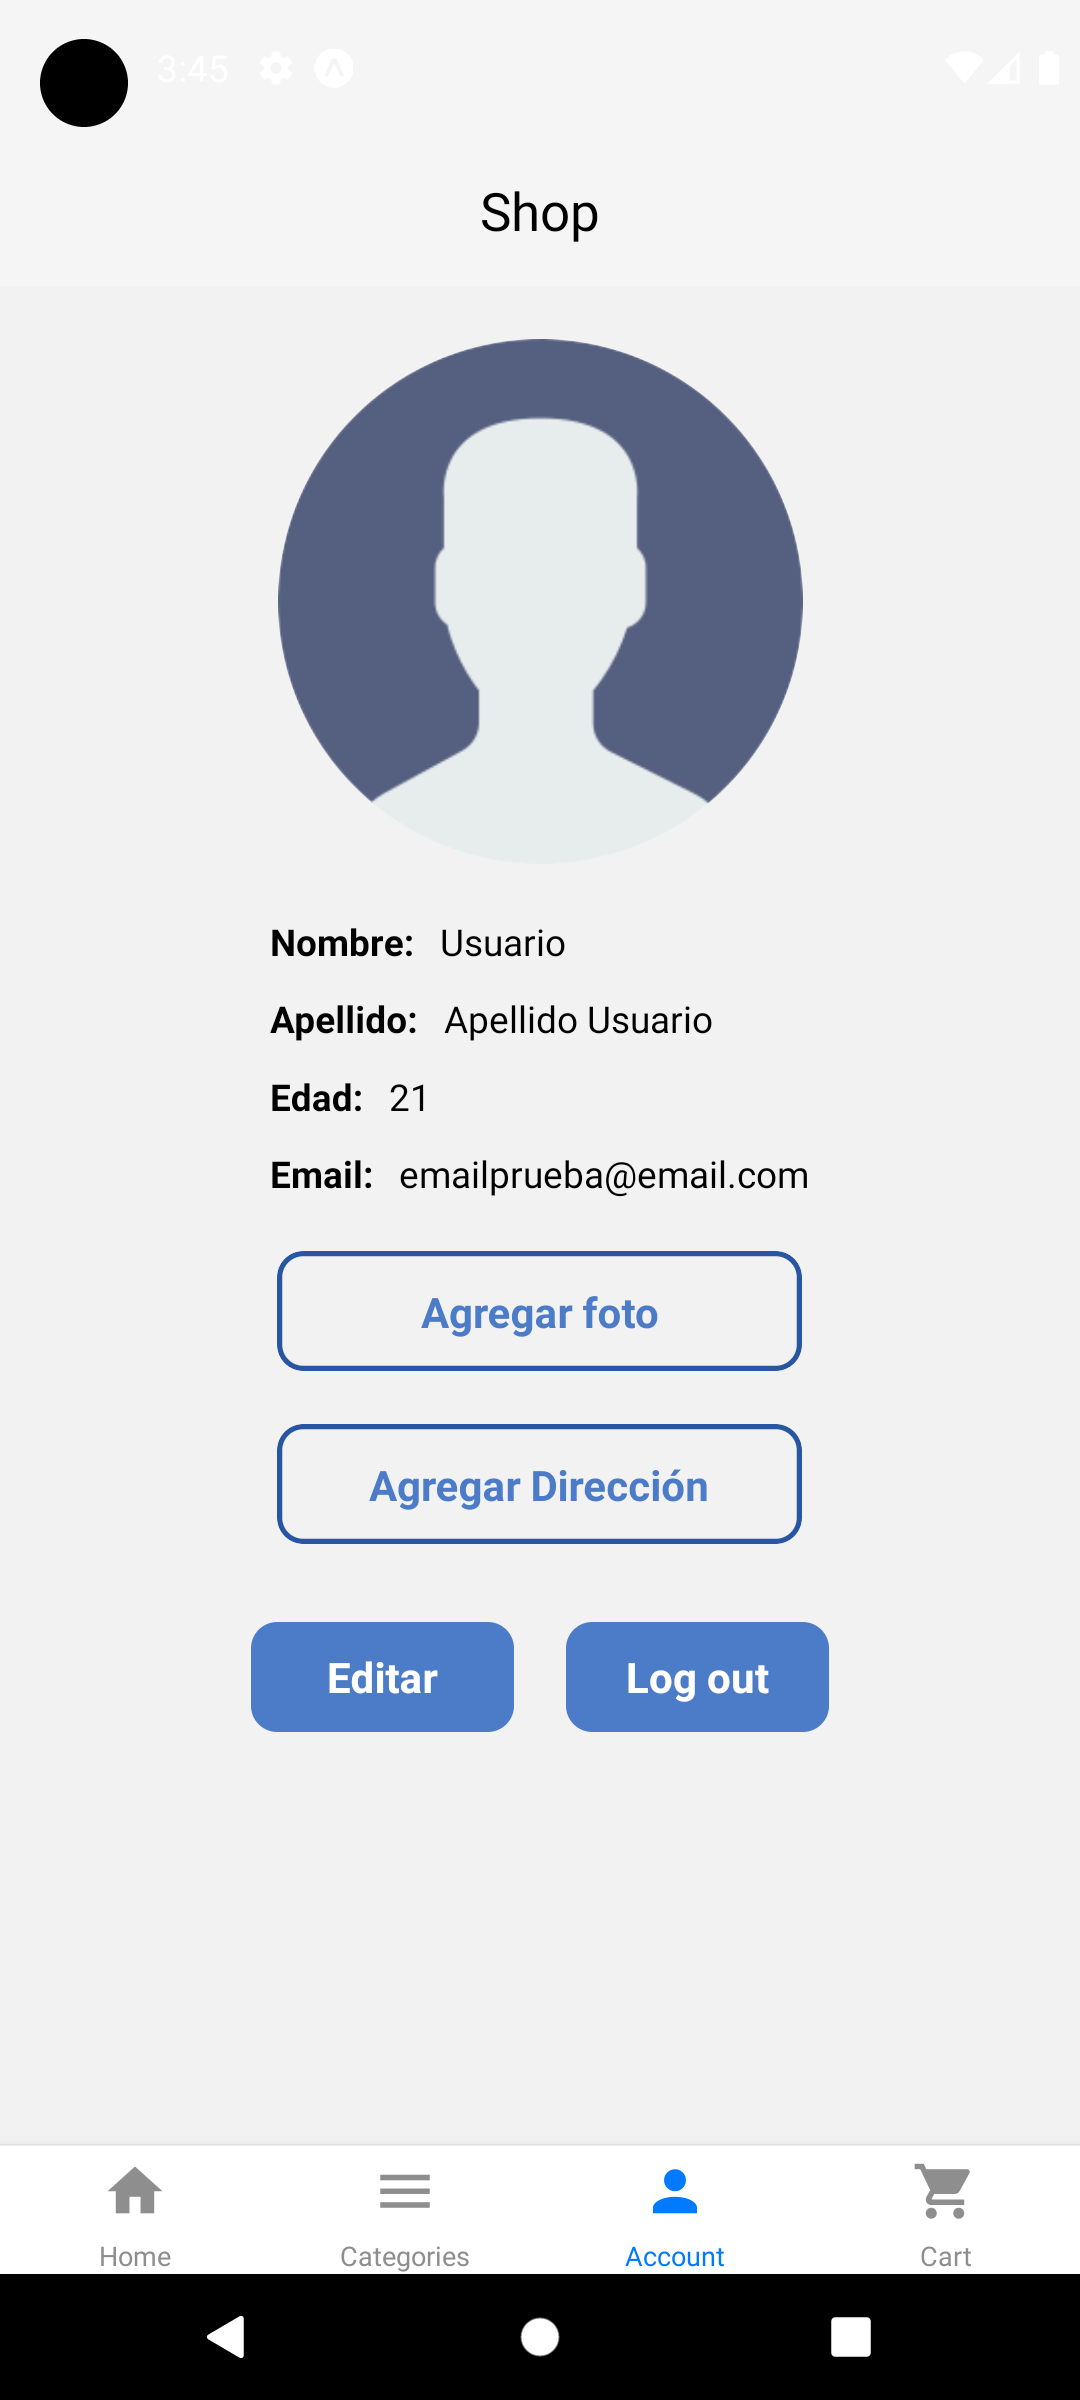 3:45
Shop
Nombre: Usuario
Apellido: Apellido Usuario
Edad: 21
Email: emailprueba@email.com
Agregar foto
Agregar Dirección
Editar Log out
Home Categories Account Cart